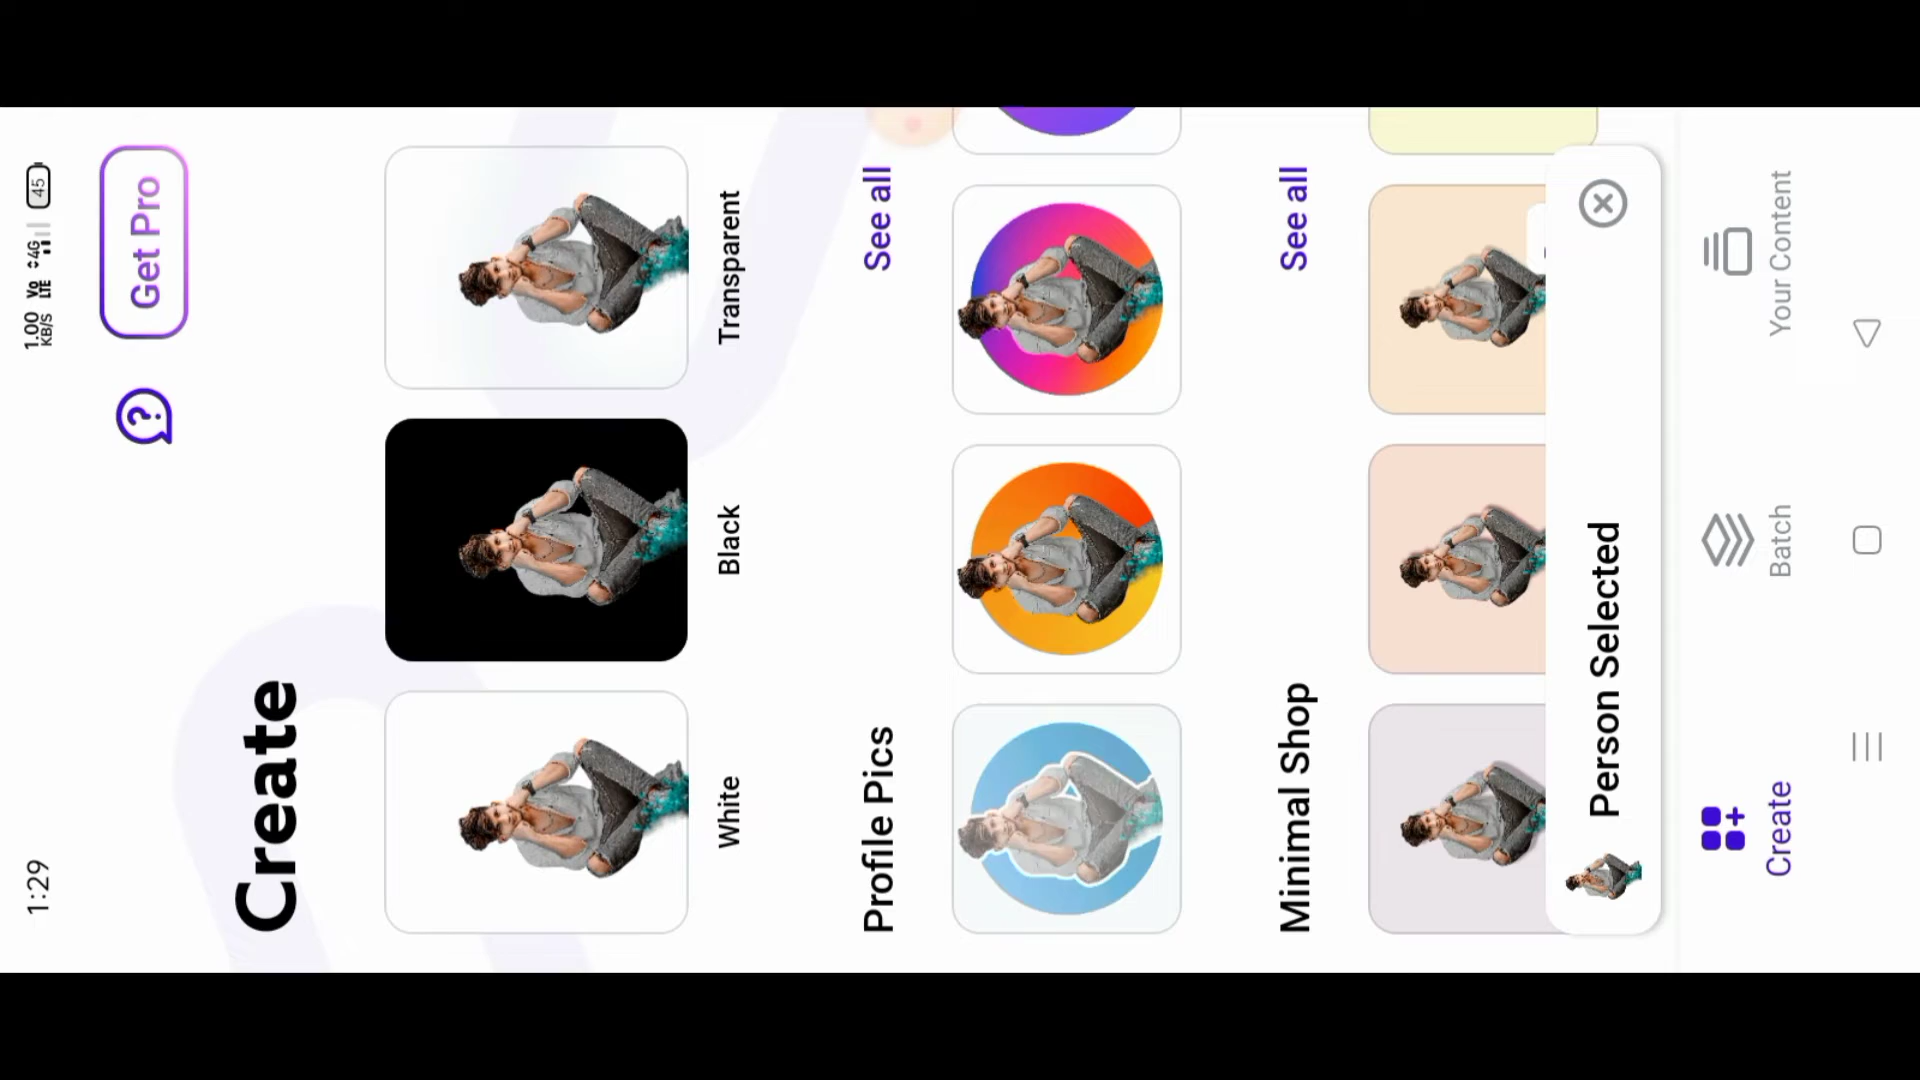 1:29
1.00 KB/S Vo LTE 4G 45
Get Pro
Create
White
Black
Transparent
Profile Pics
See all
Minimal Shop
See all
Person Selected
Create
Batch
Your Content